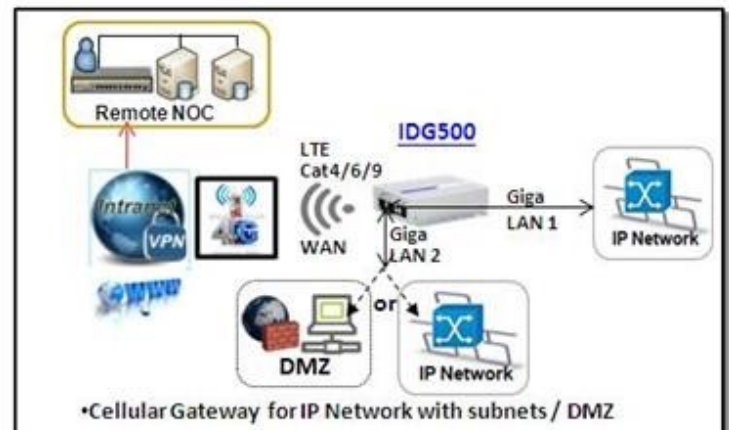 Remote NOC
IDG500
LTE
Cat4/6/9
Intranet
VPN
4G
WAN
Giga
LAN 1
IP Network
Giga
LAN 2
www
or
DMZ
IP Network
•Cellular Gateway for IP Network with subnets / DMZ